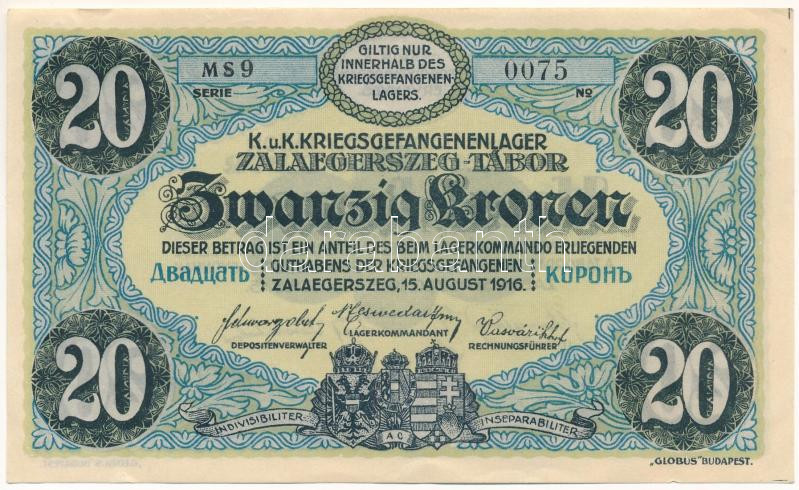 20
20
MS9
SERIE
GILTIG NUR
INNERHALB DES
KRIEGSGEFANGENEN-
LAGERS.
0075
No
K.u.K.KRIEGSGEFANGENENLAGER
ZALAEGERSZEG-TÁBOR
Zwanzig Kronen
DIESER BETRAG IST EIN ANTEIL DES BEIM LAGERKOMMANDO ERLIEGENDEN
Двадцать
GUTHABENS DER KRIEGSGEFANGENEN
Коронъ
ZALAEGERSZEG, 15. AUGUST 1916.
DEPOSITENVERWALTER
LAGERKOMMANDANT
RECHNUNGSFÜHRER
20
20
INDIVISIBILITER
AC
INSEPARABILITER
„GLOBUS" BUDAPEST.